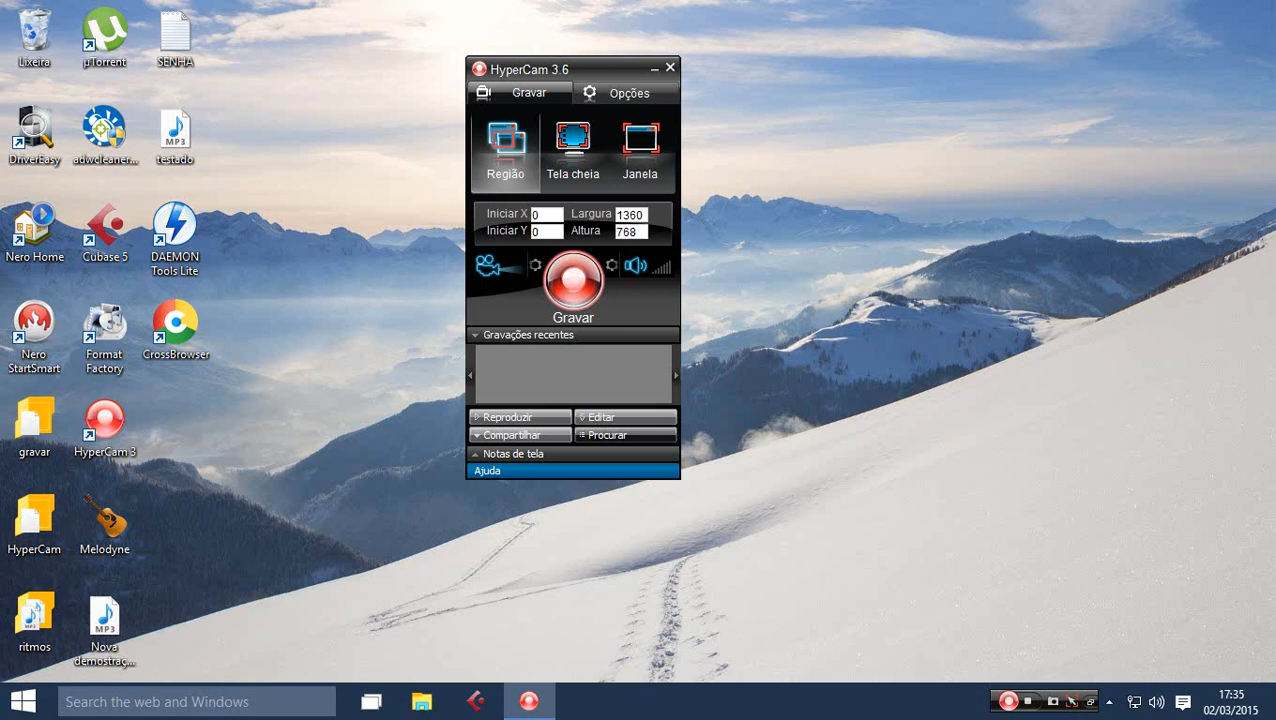 Lixeira
µTorrent
SENHA
DriverEasy
adwcleaner...
testado
MP3
Nero Home
Cubase 5
DAEMON
Tools Lite
Nero
StartSmart
Format
Factory
CrossBrowser
gravar
HyperCam 3
HyperCam
Melodyne
ritmos
MP3
Nova
demostraç...
HyperCam 3.6
Gravar
Opções
Região
Tela cheia
Janela
Iniciar X 0 Largura 1360
Iniciar Y 0 Altura 768
Gravar
Gravações recentes
Reproduzir
Editar
Compartilhar
Procurar
Notas de tela
Ajuda
Search the web and Windows
17:35
02/03/2015